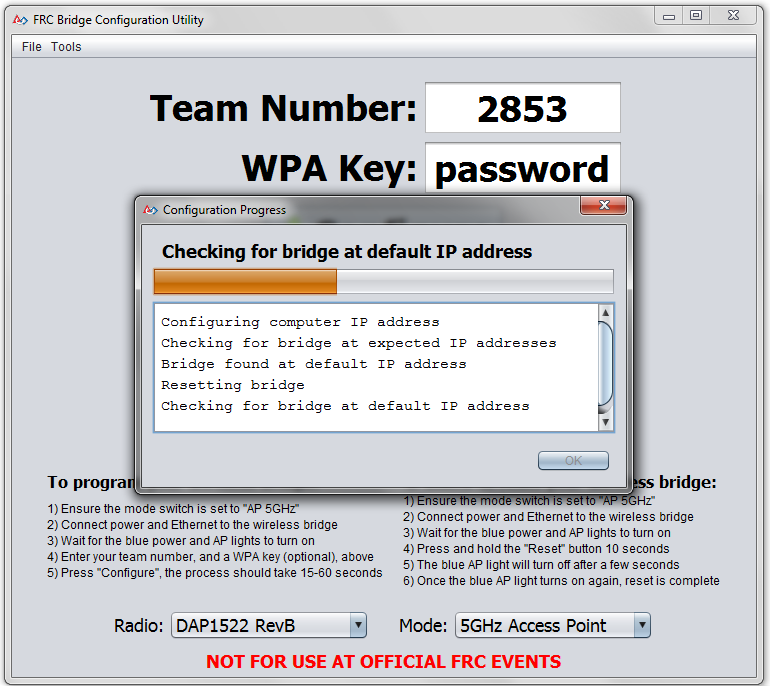 FRC Bridge Configuration Utility
File Tools
Team Number: 2853
WPA Key: password
Configuration Progress
Checking for bridge at default IP address
Configuring computer IP address
Checking for bridge at expected IP addresses
Bridge found at default IP address
Resetting bridge
Checking for bridge at default IP address
OK
To progra
1) Ensure the mode switch is set to "AP 5GHz"
2) Connect power and Ethernet to the wireless bridge
3) Wait for the blue power and AP lights to turn on
4) Enter your team number, and a WPA key (optional), above
5) Press "Configure", the process should take 15-60 seconds
ess bridge:
1) Ensure the mode switch is set to "AP 5GHz"
2) Connect power and Ethernet to the wireless bridge
3) Wait for the blue power and AP lights to turn on
4) Press and hold the "Reset" button 10 seconds
5) The blue AP light will turn off after a few seconds
6) Once the blue AP light turns on again, reset is complete
Radio: DAP1522 RevB Mode: 5GHz Access Point
NOT FOR USE AT OFFICIAL FRC EVENTS